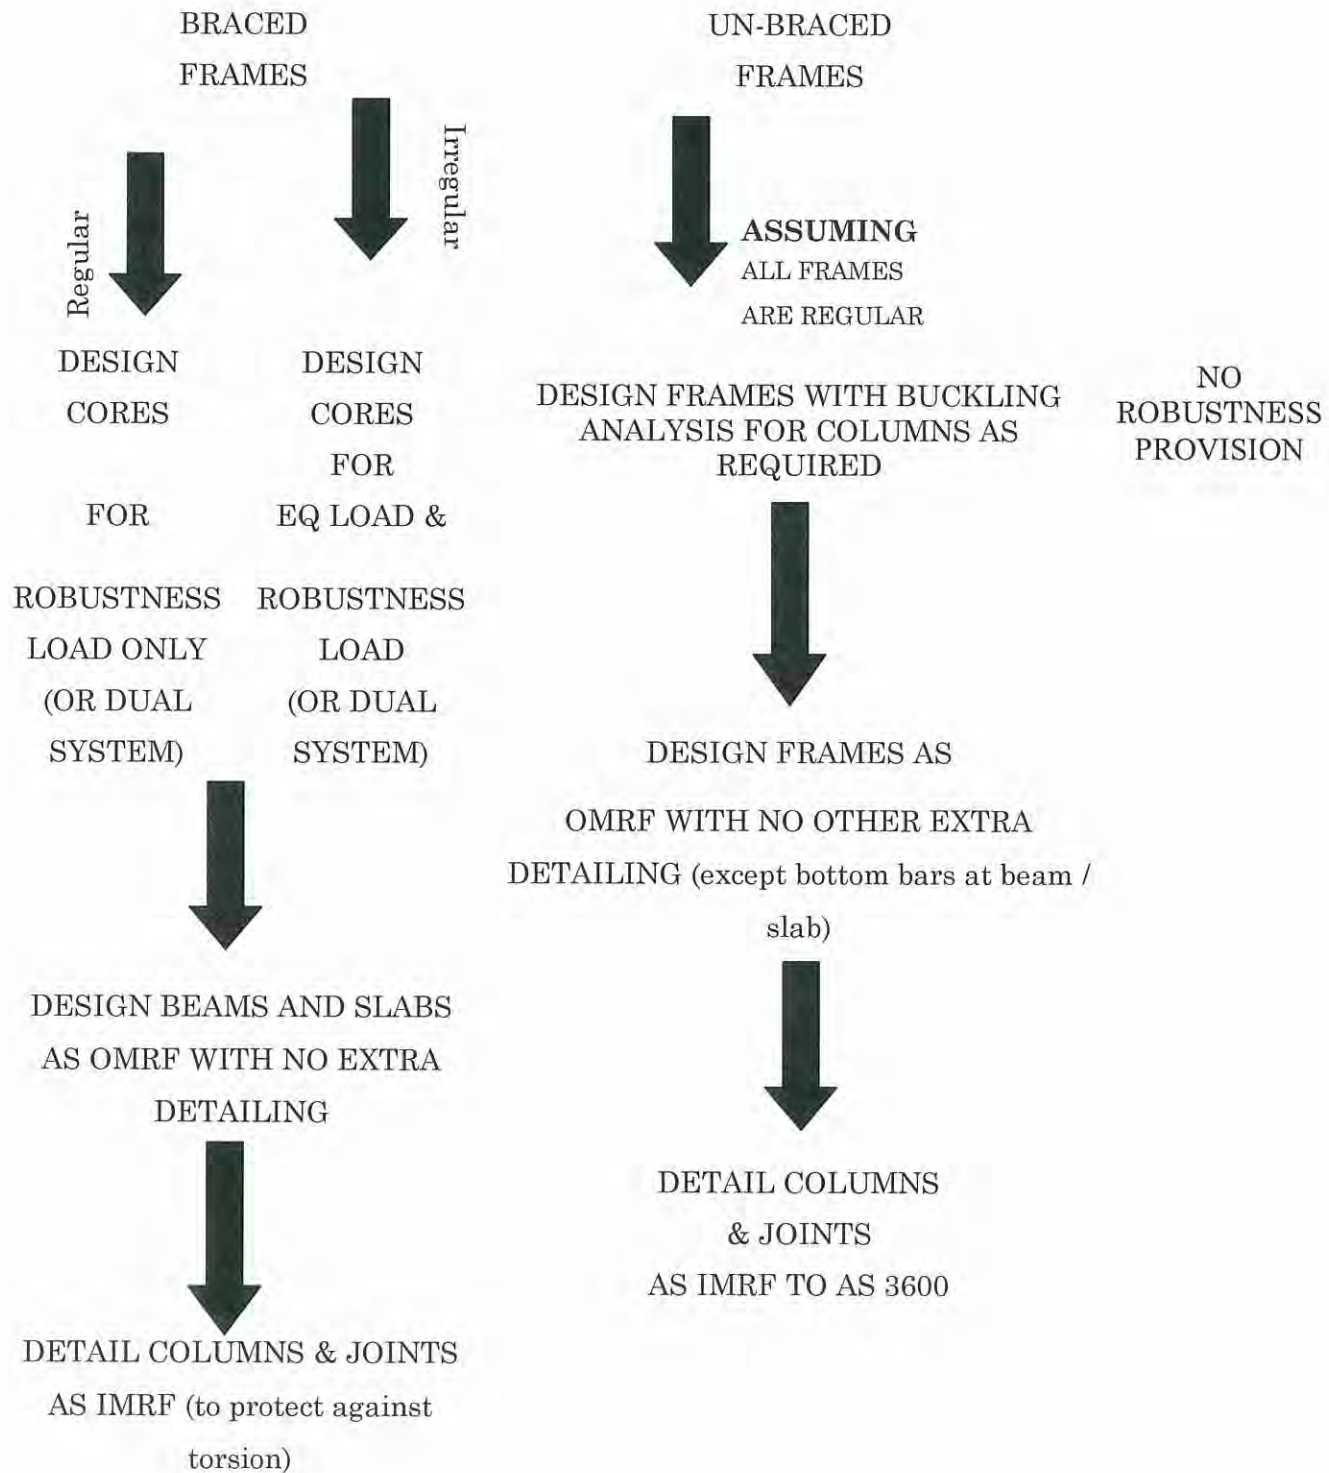 BRACED
FRAMES
Regular
Irregular
DESIGN
CORES
FOR
ROBUSTNESS
LOAD ONLY
(OR DUAL
SYSTEM)
DESIGN
CORES
FOR
EQ LOAD &
ROBUSTNESS
LOAD
(OR DUAL
SYSTEM)
DESIGN BEAMS AND SLABS
AS OMRF WITH NO EXTRA
DETAILING
DETAIL COLUMNS & JOINTS
AS IMRF (to protect against
torsion)
UN-BRACED
FRAMES
ASSUMING
ALL FRAMES
ARE REGULAR
DESIGN FRAMES WITH BUCKLING
ANALYSIS FOR COLUMNS AS
REQUIRED
NO
ROBUSTNESS
PROVISION
DESIGN FRAMES AS
OMRF WITH NO OTHER EXTRA
DETAILING (except bottom bars at beam /
slab)
DETAIL COLUMNS
& JOINTS
AS IMRF TO AS 3600